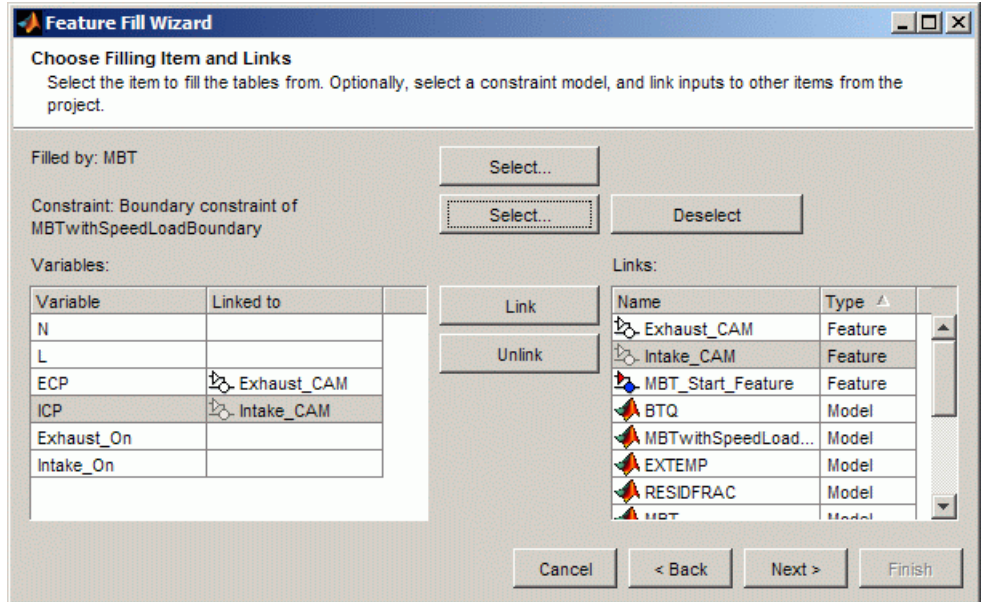 Feature Fill Wizard
Choose Filling Item and Links
Select the item to fill the tables from. Optionally, select a constraint model, and link inputs to other items from the
project.
Filled by: MBT
Select...
Constraint: Boundary constraint of
MBTwithSpeedLoadBoundary
Select...
Deselect
Variables:
Links:
Variable Linked to
N
L
ECP Exhaust_CAM
ICP Intake_CAM
Exhaust_On
Intake_On
Link
Unlink
Name Type
Exhaust_CAM Feature
Intake_CAM Feature
MBT_Start_Feature Feature
BTQ Model
MBTwithSpeedLoad... Model
EXTEMP Model
RESIDFRAC Model
MBT Model
Cancel
< Back
Next >
Finish